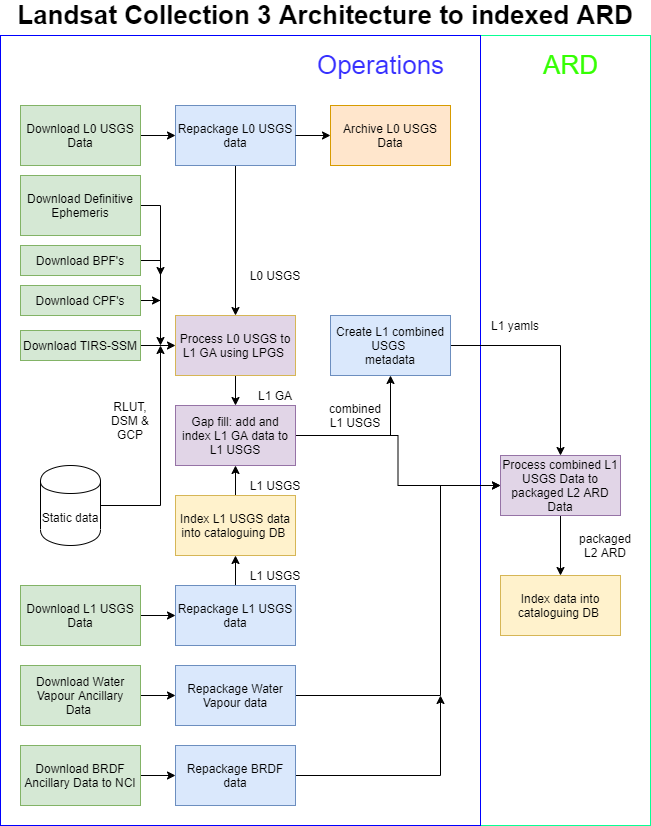 Landsat Collection 3 Architecture to indexed ARD
Operations
ARD
Download L0 USGS
Data
Repackage L0 USGS
data
Archive L0 USGS
Data
Download Definitive
Ephemeris
Download BPF's
Download CPF's
L0 USGS
Download TIRS-SSM
Process L0 USGS to
L1 GA using LPGS
Create L1 combined
USGS
metadata
L1 yamls
RLUT,
DSM &
GCP
L1 GA
combined
L1 USGS
Gap fill: add and
index L1 GA data to
L1 USGS
Process combined L1
USGS Data to
packaged L2 ARD
Data
L1 USGS
Static data
Index L1 USGS data
into cataloguing DB
packaged
L2 ARD
L1 USGS
Download L1 USGS
Data
Repackage L1 USGS
data
Index data into
cataloguing DB
Download Water
Vapour Ancillary
Data
Repackage Water
Vapour data
Download BRDF
Ancillary Data to NCI
Repackage BRDF
data